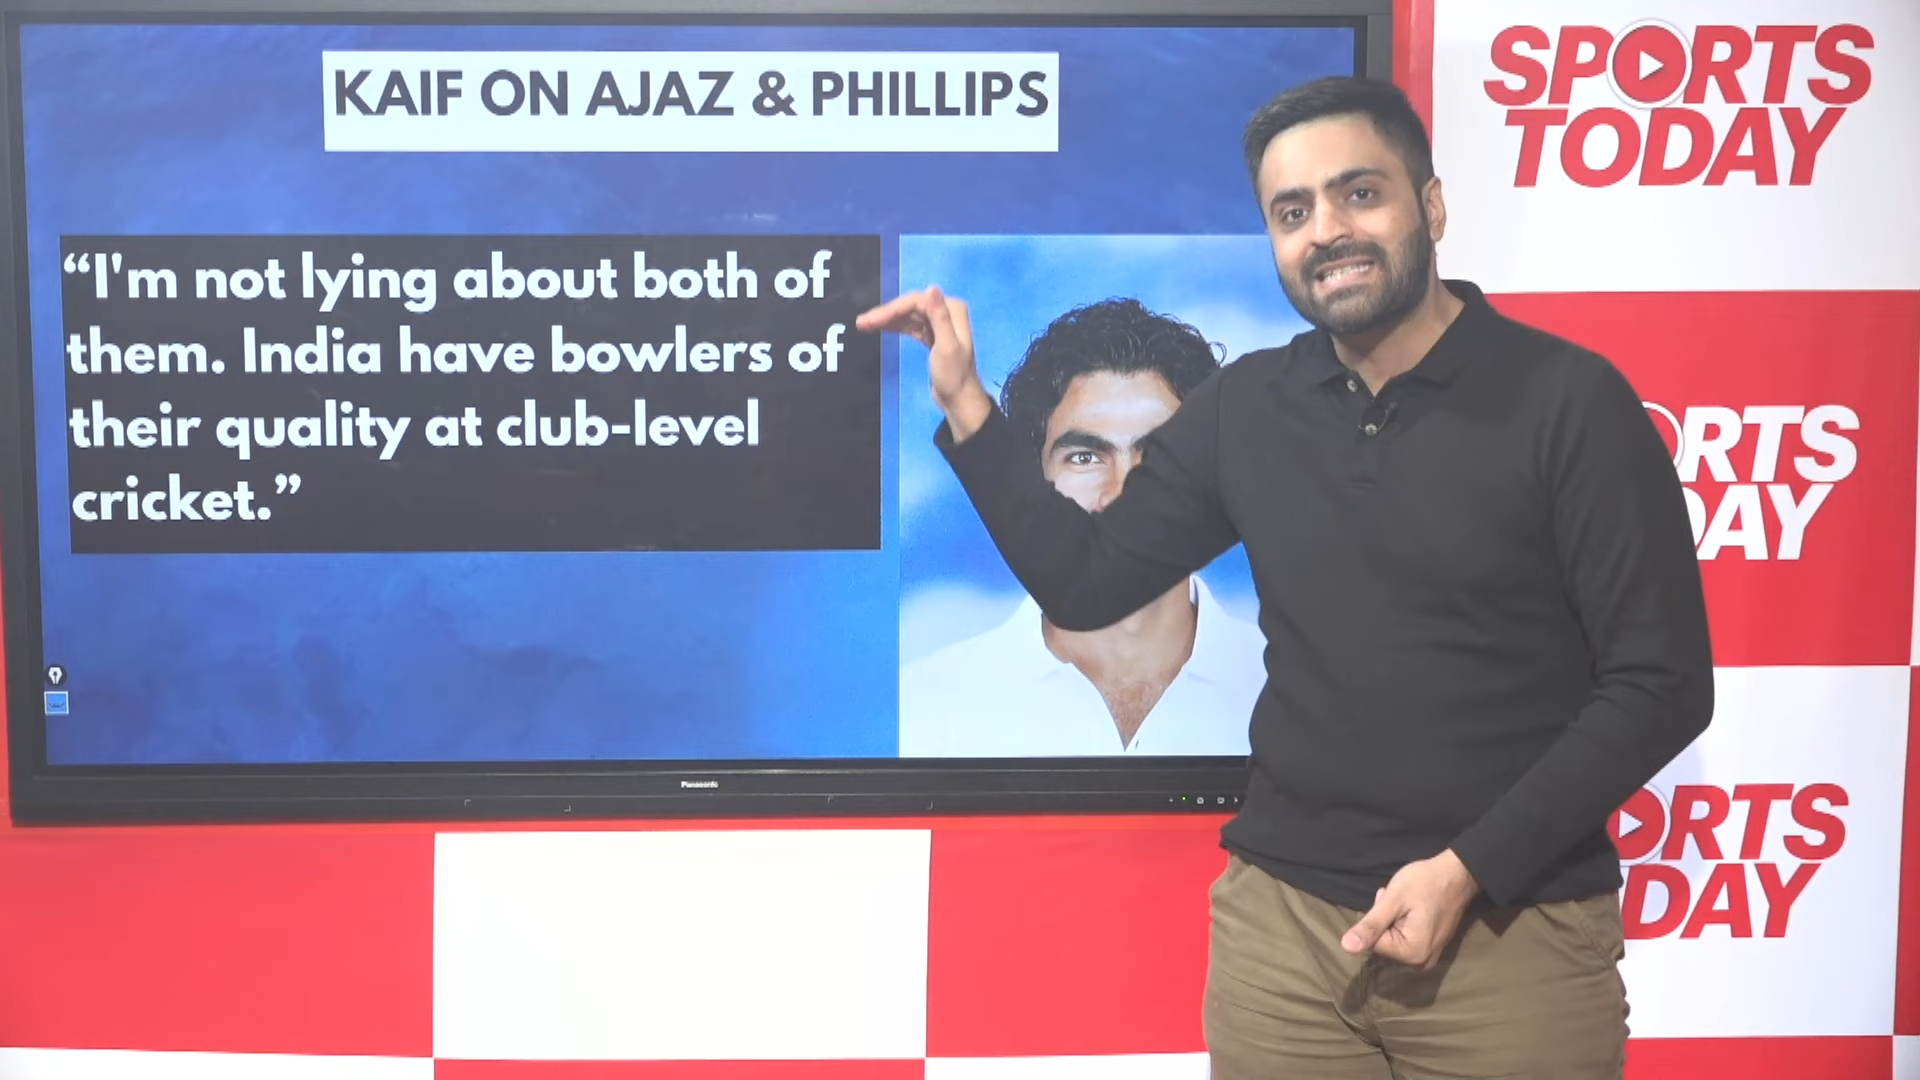 KAIF ON AJAZ & PHILLIPS
“I'm not lying about both of
them. India have bowlers of
their quality at club-level
cricket.”
Panasonic
SPORTS
TODAY
RTS
DAY
ORTS
DAY